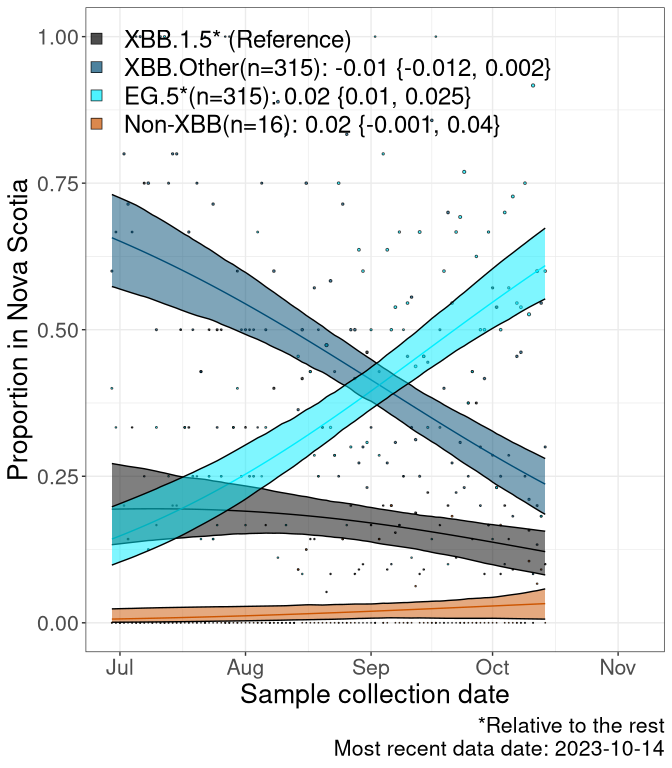 XBB.1.5* (Reference)
XBB.Other(n=315): -0.01 {-0.012, 0.002}
EG.5*(n=315): 0.02 {0.01, 0.025}
Non-XBB(n=16): 0.02 {-0.001, 0.04}
1.00
0.75
0.50
0.25
0.00
Proportion in Nova Scotia
Jul Aug Sep Oct Nov
Sample collection date
*Relative to the rest
Most recent data date: 2023-10-14